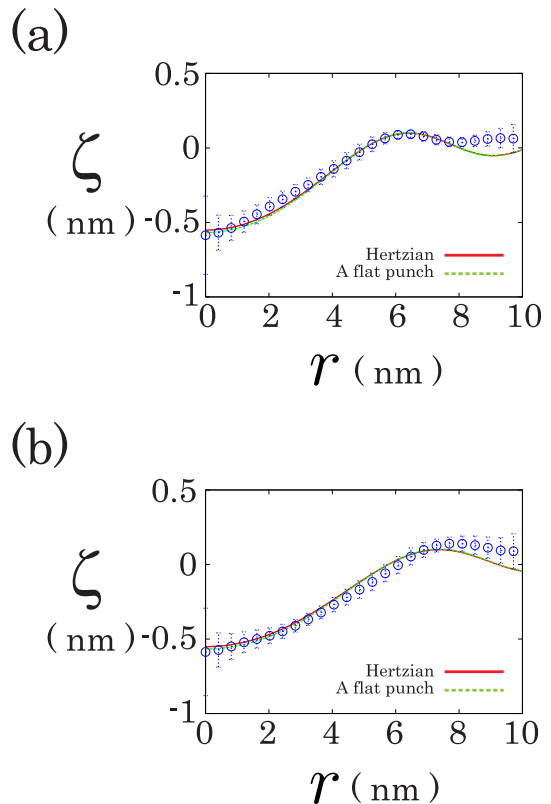 (a)
0.5
0
-0.5
-1
ζ
(nm)
Hertzian
A flat punch
0 2 4 6 8 10
r (nm)
(b)
0.5
0
-0.5
-1
ζ
(nm)
Hertzian
A flat punch
0 2 4 6 8 10
r (nm)